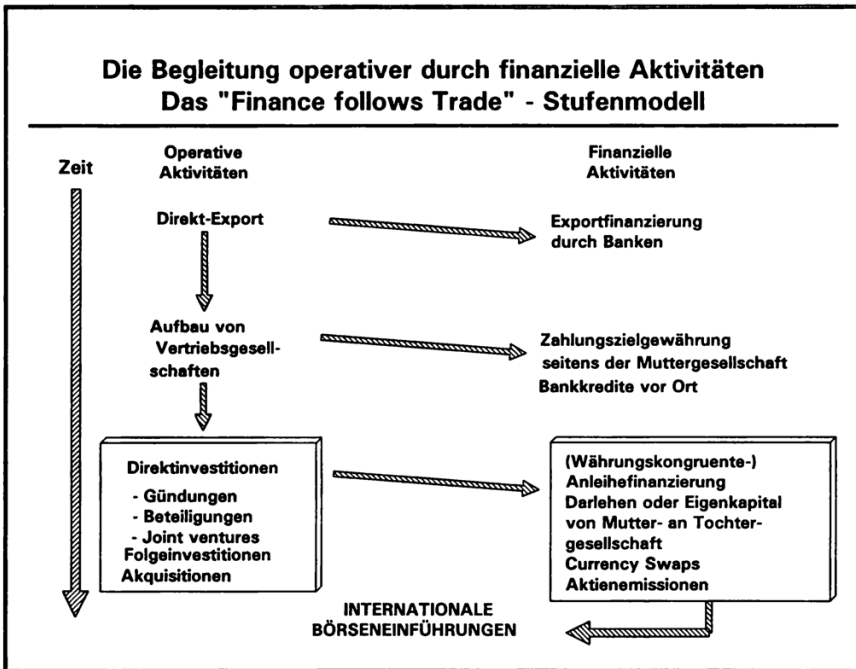 Die Begleitung operativer durch finanzielle Aktivitäten
Das "Finance follows Trade" - Stufenmodell
Zeit
Operative
Aktivitäten
Finanzielle
Aktivitäten
Direkt-Export
Exportfinanzierung
durch Banken
Aufbau von
Vertriebsgesell-
schaften
Zahlungszielgewährung
seitens der Muttergesellschaft
Bankkredite vor Ort
Direktinvestitionen
- Gündungen
- Beteiligungen
- Joint ventures
Folgeinvestitionen
Akquisitionen
(Währungskongruente-)
Anleihefinanzierung
Darlehen oder Eigenkapital
von Mutter- an Tochter-
gesellschaft
Currency Swaps
Aktienemissionen
INTERNATIONALE
BÖRSENEINFÜHRUNGEN